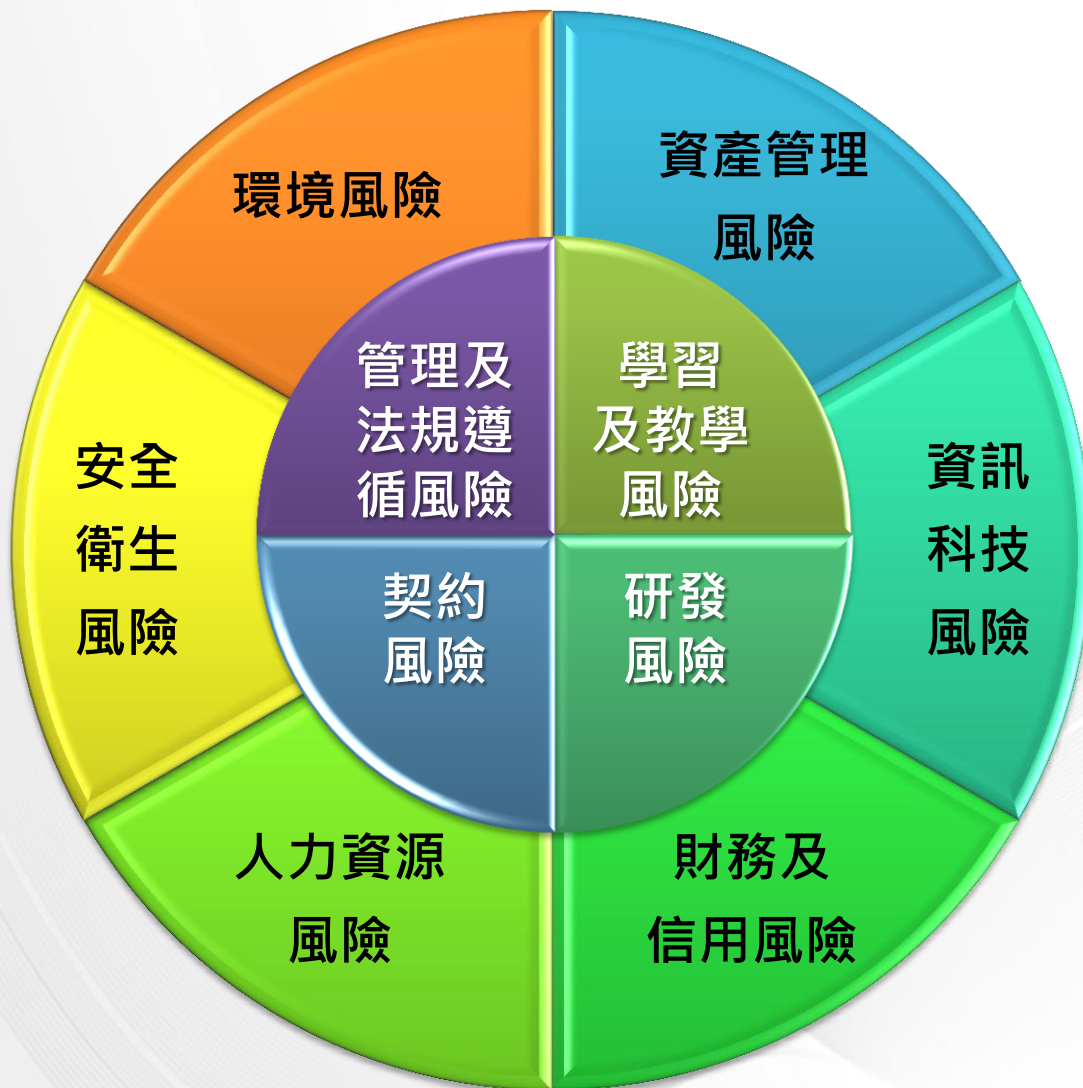 環境風險
資產管理
風險
管理及
法規遵
循風險
學習
及教學
風險
安全
衛生
風險
資訊
科技
風險
契約
風險
研發
風險
人力資源
風險
財務及
信用風險